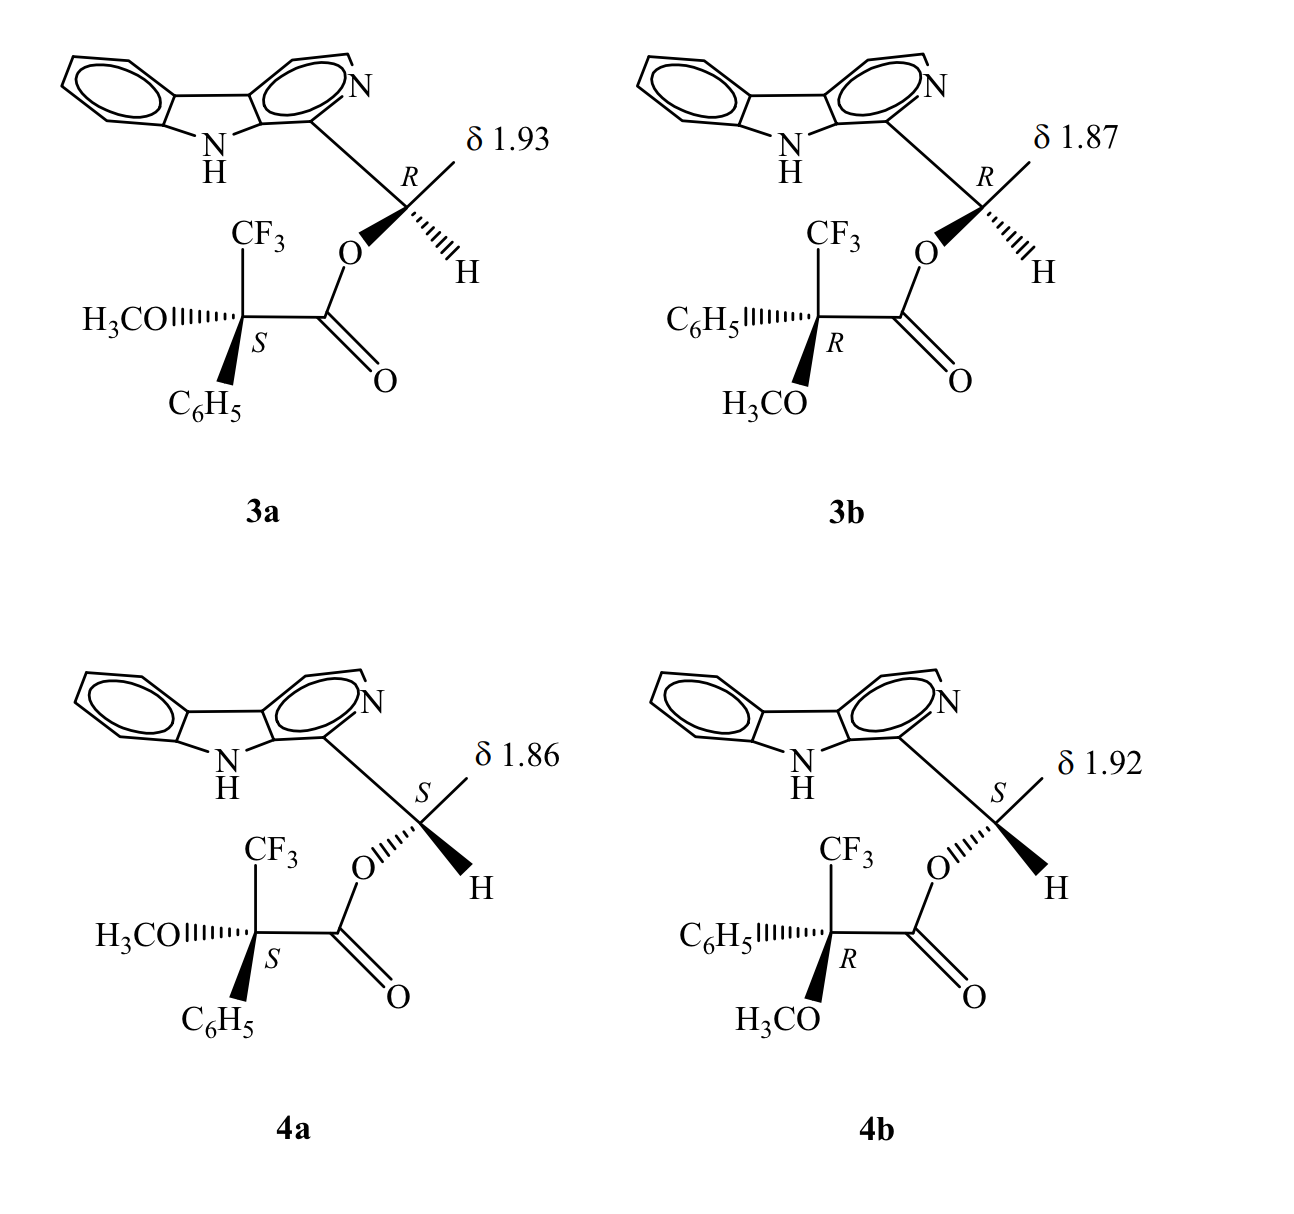 N
N
H
δ 1.93
R
CF₃
O
H
H₃CO
S
C₆H₅
O
3a
N
N
H
δ 1.87
R
CF₃
O
H
C₆H₅
R
H₃CO
O
3b
N
N
H
δ 1.86
S
CF₃
O
H
H₃CO
S
C₆H₅
O
4a
N
N
H
δ 1.92
S
CF₃
O
H
C₆H₅
R
H₃CO
O
4b